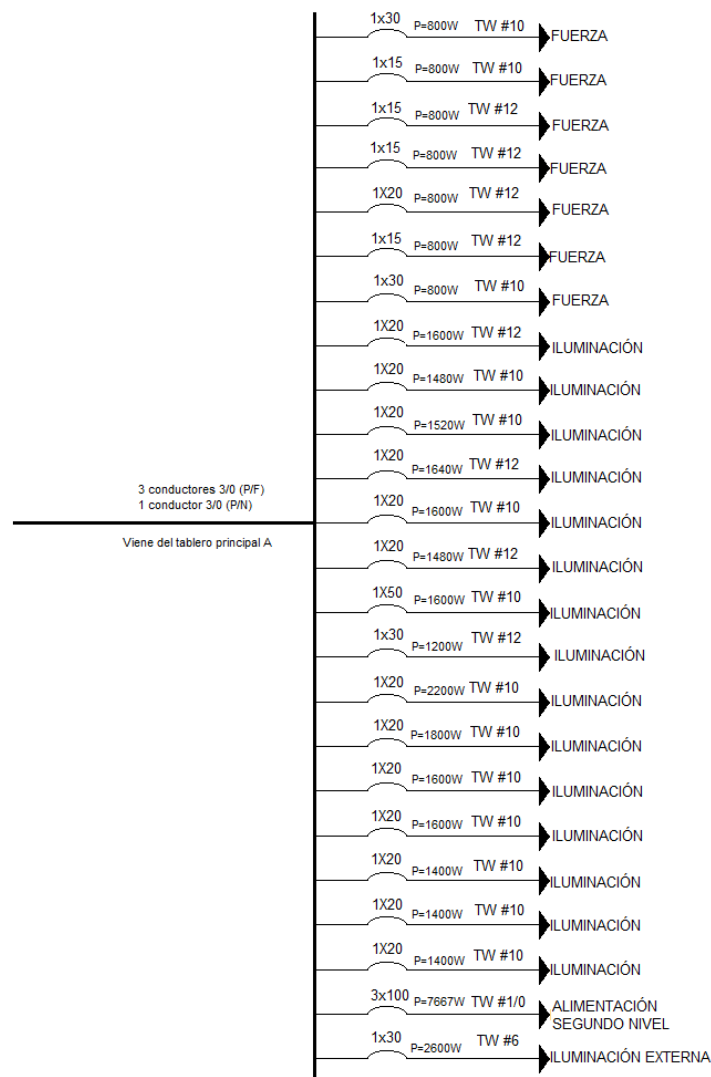 1x30 P=800W TW #10 FUERZA
1x15 P=800W TW #10 FUERZA
1x15 P=800W TW #12 FUERZA
1x15 P=800W TW #12 FUERZA
1X20 P=800W TW #12 FUERZA
1x15 P=800W TW #12 FUERZA
1x30 P=800W TW #10 FUERZA
1X20 P=1600W TW #12 ILUMINACIÓN
1X20 P=1480W TW #10 ILUMINACIÓN
1X20 P=1520W TW #10 ILUMINACIÓN
1X20 P=1640W TW #12 ILUMINACIÓN
3 conductores 3/0 (P/F)
1 conductor 3/0 (P/N)
Viene del tablero principal A
1X20 P=1600W TW #10 ILUMINACIÓN
1X20 P=1480W TW #12 ILUMINACIÓN
1X50 P=1600W TW #10 ILUMINACIÓN
1x30 P=1200W TW #12 ILUMINACIÓN
1X20 P=2200W TW #10 ILUMINACIÓN
1X20 P=1800W TW #10 ILUMINACIÓN
1X20 P=1600W TW #10 ILUMINACIÓN
1X20 P=1600W TW #10 ILUMINACIÓN
1X20 P=1400W TW #10 ILUMINACIÓN
1X20 P=1400W TW #10 ILUMINACIÓN
1X20 P=1400W TW #10 ILUMINACIÓN
3x100 P=7667W TW #1/0 ALIMENTACIÓN
SEGUNDO NIVEL
1x30 P=2600W TW #6 ILUMINACIÓN EXTERNA